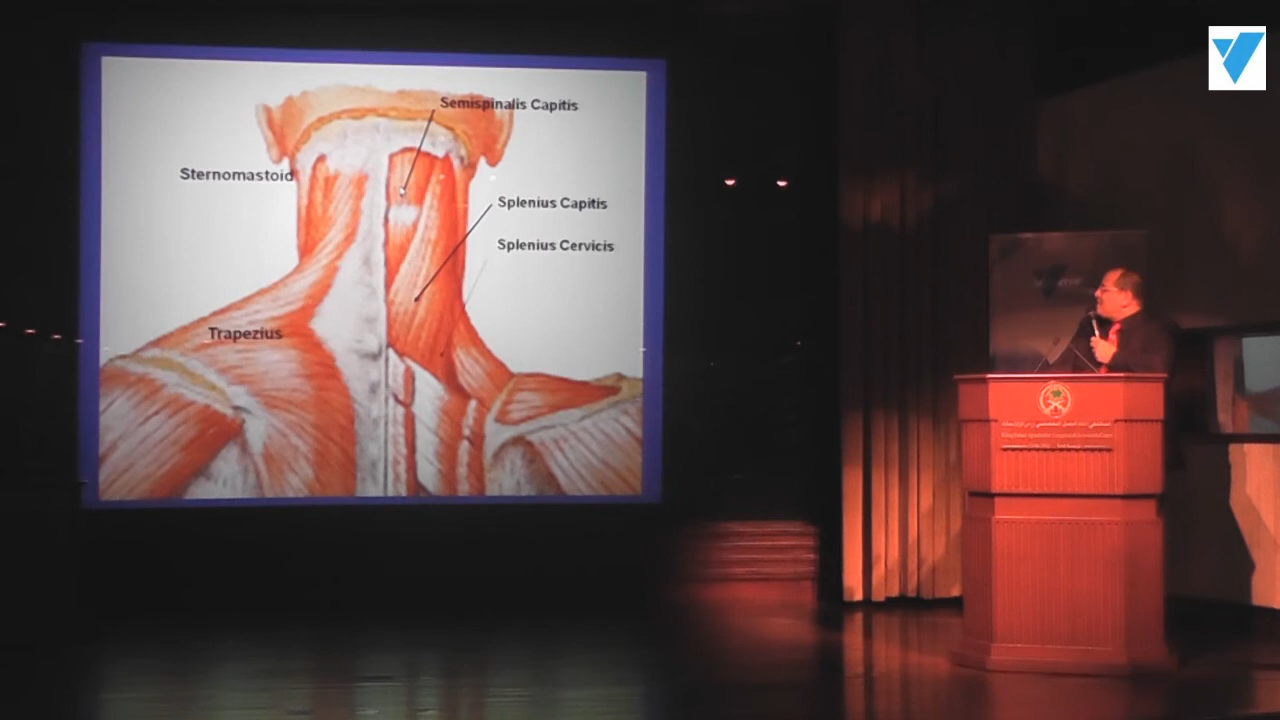 Semispinalis Capitis
Sternomastoid
Splenius Capitis
Splenius Cervicis
Trapezius